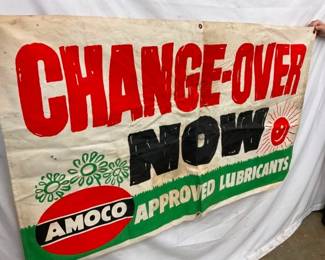 CHANGE-OVER
NOW
AMOCO APPROVED LUBRICANTS